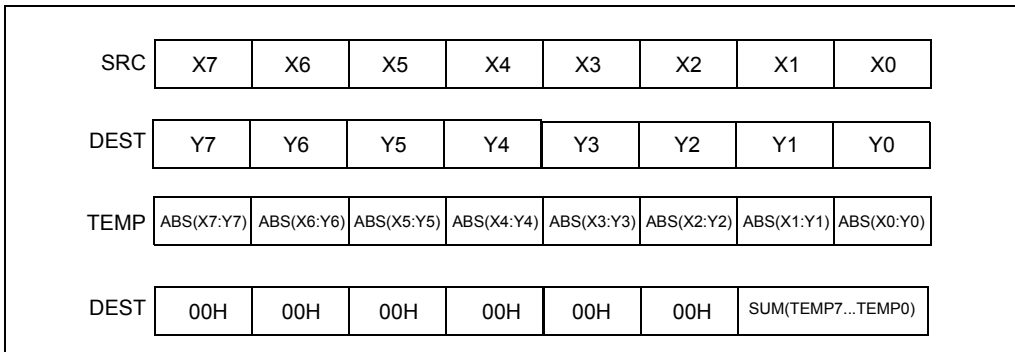 SRC X7 X6 X5 X4 X3 X2 X1 X0
DEST Y7 Y6 Y5 Y4 Y3 Y2 Y1 Y0
TEMP ABS(X7:Y7) ABS(X6:Y6) ABS(X5:Y5) ABS(X4:Y4) ABS(X3:Y3) ABS(X2:Y2) ABS(X1:Y1) ABS(X0:Y0)
DEST 00H 00H 00H 00H 00H 00H SUM(TEMP7...TEMP0)